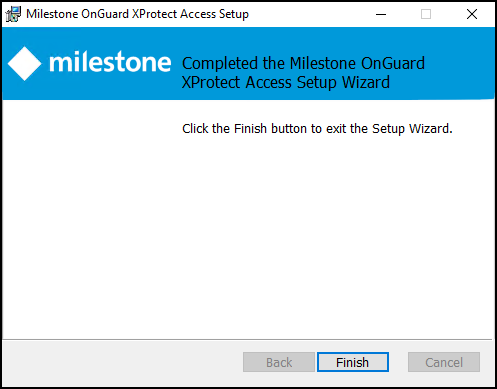 Milestone OnGuard XProtect Access Setup
milestone
Completed the Milestone OnGuard
XProtect Access Setup Wizard
Click the Finish button to exit the Setup Wizard.
Back
Finish
Cancel